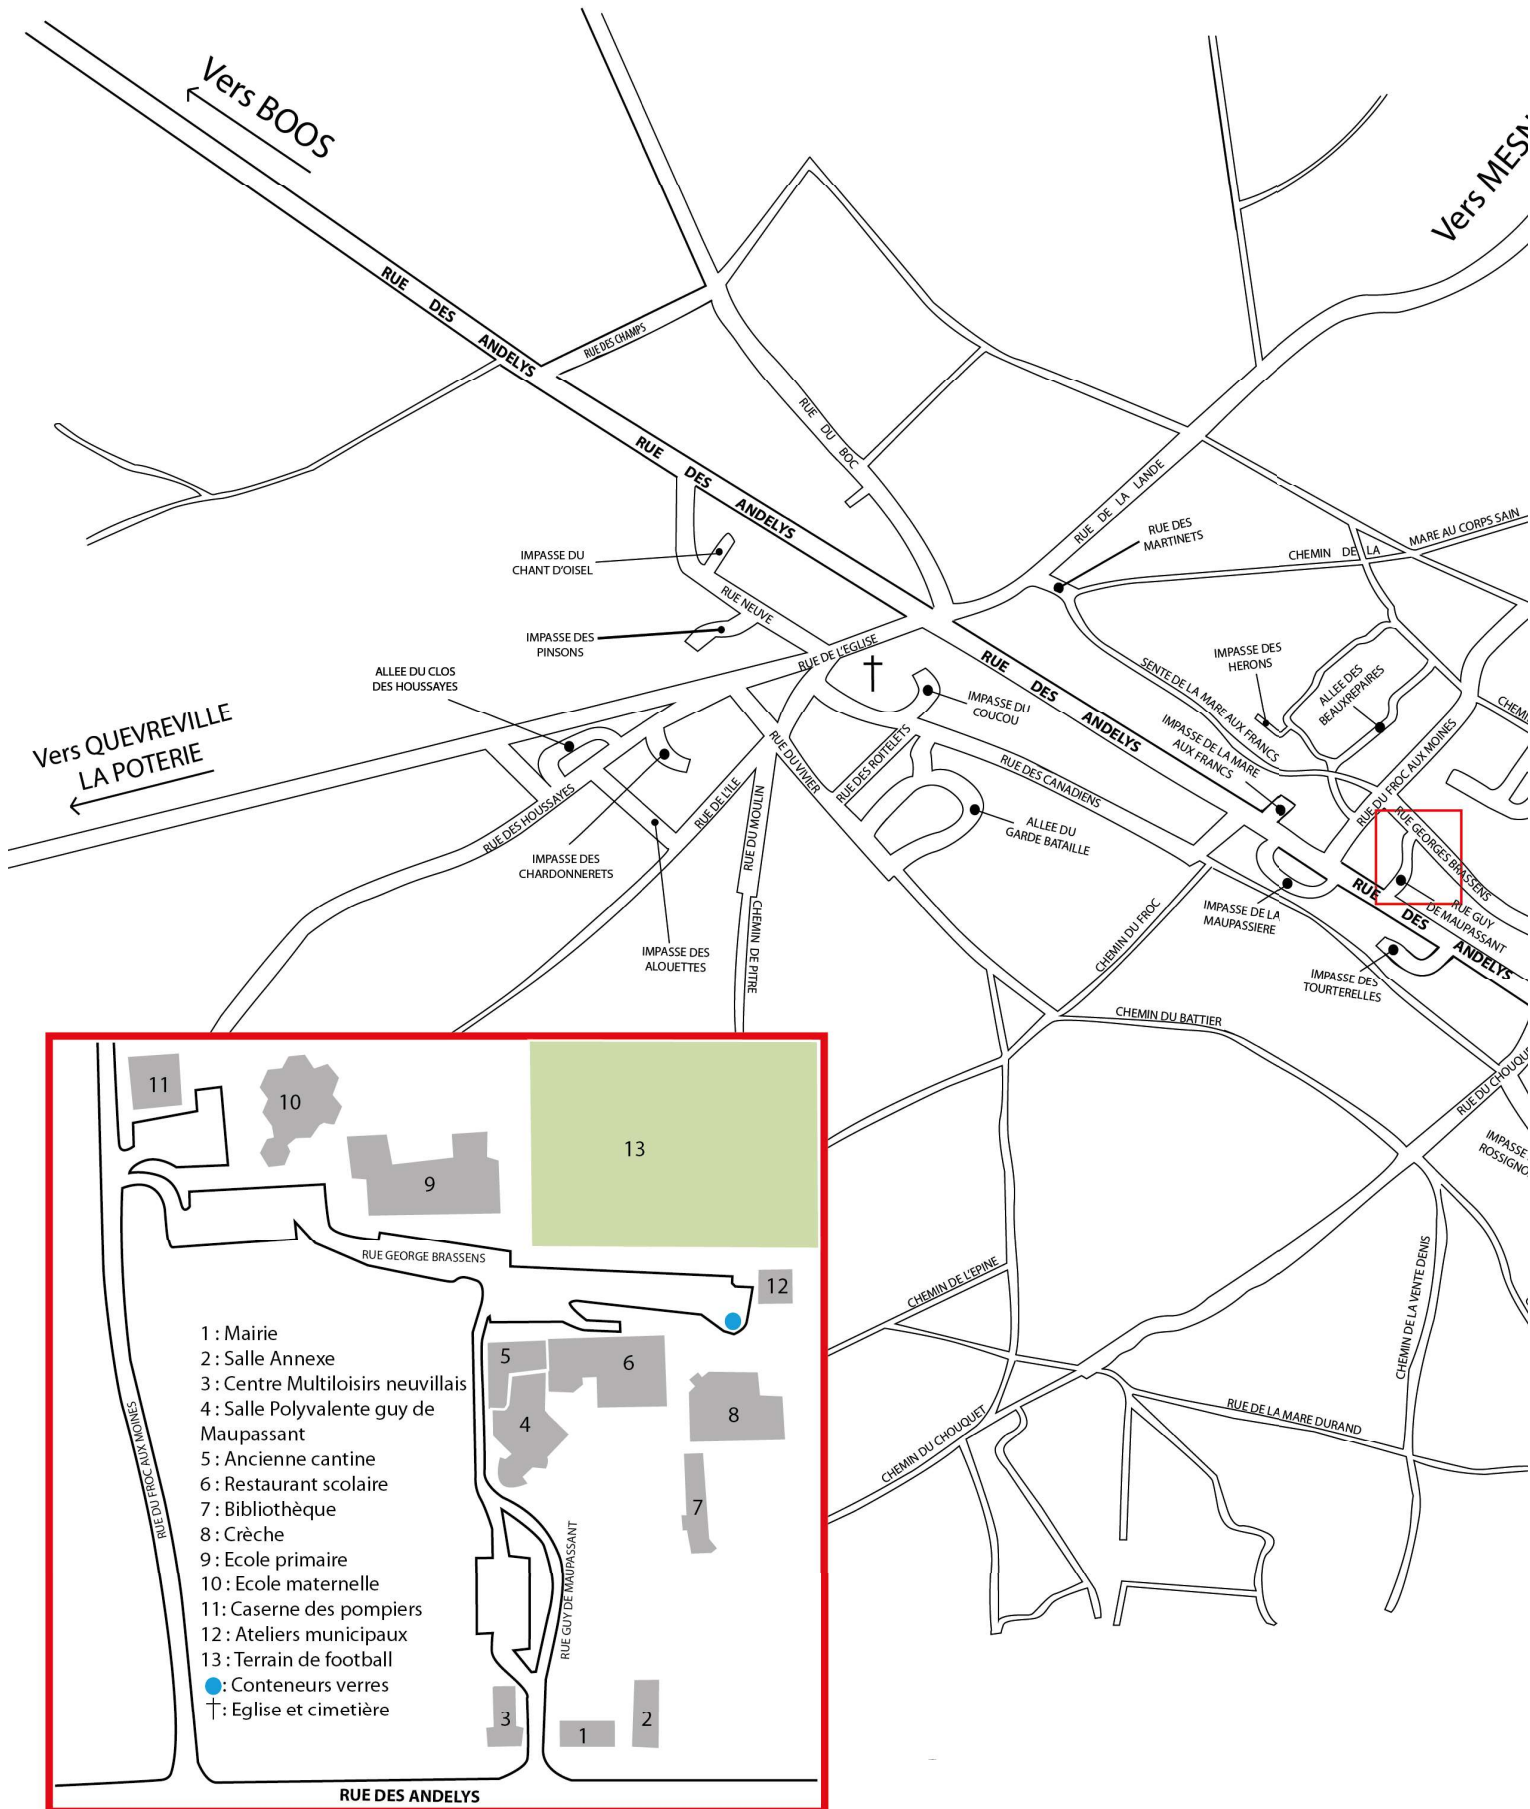 Vers BOOS
Vers MESN
RUE DES ANDELYS
RUE DES CHAMPS
RUE DU BOC
RUE DES ANDELYS
RUE DE LA LANDE
RUE DES
MARTINETS
CHEMIN DE LA MARE AU CORPS SAIN
IMPASSE DU
CHANT D'OISEL
RUE NEUVE
IMPASSE DES
PINSONS
RUE DE L'EGLISE
ALLEE DU CLOS
DES HOUSSAYES
Vers QUEVREVILLE
LA POTERIE
IMPASSE DU
COUCOU
RUE DES ANDELYS
SENTE DE LA MARE AUX FRANCS
IMPASSE DES
HERONS
ALLEE DES
BEAUXREPAIRES
CHEMI
IMPASSE DE LA MARE
AUX FRANCS
RUE DU FROC AUX MOINES
RUE DU VIVIER
RUE DES ROITELETS
RUE DES CANADIENS
RUE DES HOUSSAYES
RUE DE L'ILE
RUE DU MOULIN
ALLEE DU
GARDE BATAILLE
IMPASSE DES
CHARDONNERETS
RUE GEORGES BRASSENS
IMPASSE DE LA
MAUPASSIERE
RUE DES ANDELYS
RUE GUY
DE MAUPASSANT
CHEMIN DU FROC
CHEMIN DE PITRE
IMPASSE DES
ALOUETTES
IMPASSE DES
TOURTERELLES
CHEMIN DU BATTIER
RUE DU CHOUQUE
IMPASSE
ROSSIGNO
CHEMIN DE L'EPINE
CHEMIN DE LA VENTE DENIS
CHEMIN DU CHOUQUET
RUE DE LA MARE DURAND
11
10
13
9
RUE GEORGE BRASSENS
12
5
6
4
8
7
RUE DU FROC AUX MOINES
RUE GUY DE MAUPASSANT
1 : Mairie
2 : Salle Annexe
3 : Centre Multiloisirs neuvillais
4 : Salle Polyvalente guy de
Maupassant
5 : Ancienne cantine
6 : Restaurant scolaire
7 : Bibliothèque
8 : Crèche
9 : Ecole primaire
10 : Ecole maternelle
11: Caserne des pompiers
12 : Ateliers municipaux
13 : Terrain de football
: Conteneurs verres
: Eglise et cimetière
3
1
2
RUE DES ANDELYS